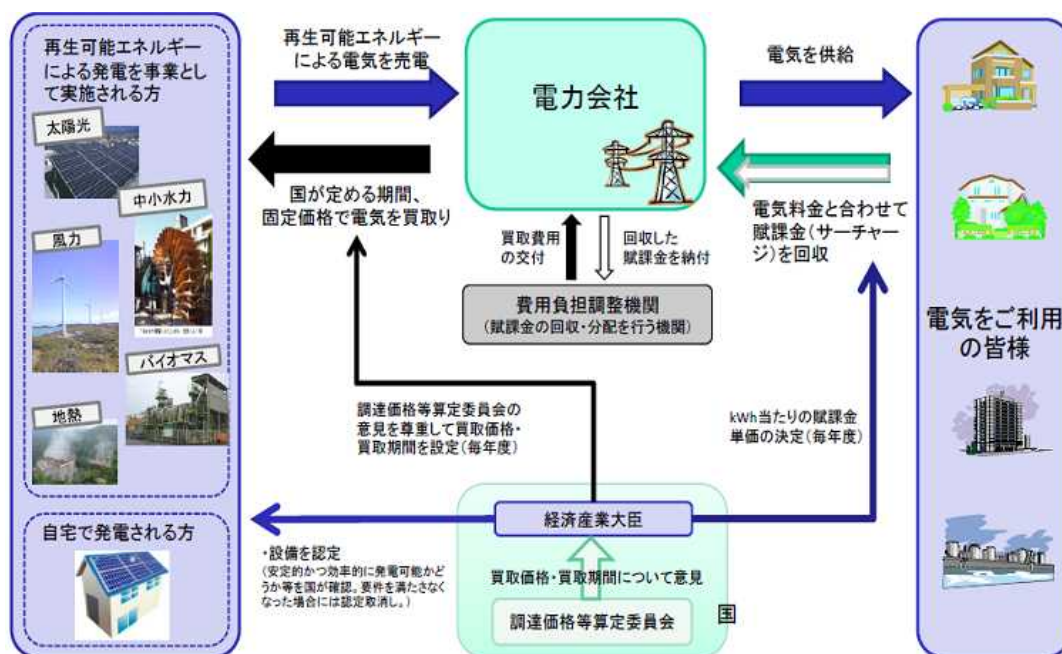 再生可能エネルギー
による発電を事業とし
て実施される方
太陽光
中小水力
風力
バイオマス
地熱
自宅で発電される方
再生可能エネルギー
による電気を売電
国が定める期間、
固定価格で電気を買取り
電力会社
買取費用
の交付
回収した
賦課金を納付
費用負担調整機関
(賦課金の回収・分配を行う機関)
電気を供給
電気料金と合わせて
賦課金(サーチャー
ジ)を回収
電気をご利用
の皆様
調達価格等算定委員会の
意見を尊重して買取価格・
買取期間を設定(毎年度)
kWh当たりの賦課金
単価の決定(毎年度)
経済産業大臣
・設備を認定
(安定的かつ効率的に発電可能かど
うか等を国が確認。要件を満たさなく
なった場合には認定取消し。)
買取価格・買取期間について意見
調達価格等算定委員会
国